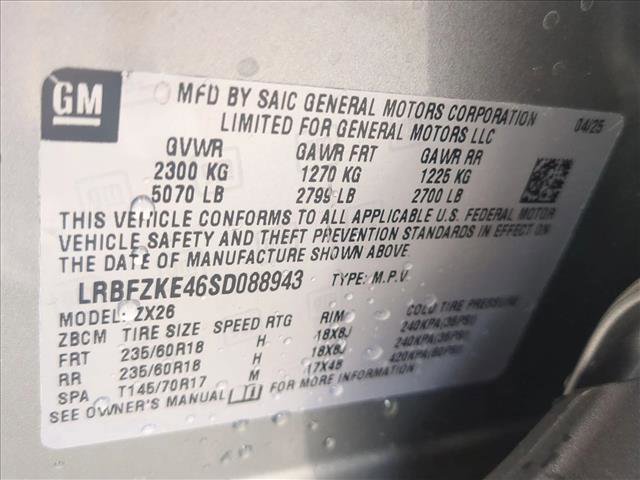 GM
MFD BY SAIC GENERAL MOTORS CORPORATION
LIMITED FOR GENERAL MOTORS LLC 04/25
GVWR GAWR FRT GAWR RR
2300 KG 1270 KG 1225 KG
5070 LB 2799 LB 2700 LB
THIS VEHICLE CONFORMS TO ALL APPLICABLE U.S. FEDERAL MOTOR
VEHICLE SAFETY AND THEFT PREVENTION STANDARDS IN EFFECT ON
THE DATE OF MANUFACTURE SHOWN ABOVE.
LRBFZKE46SD088943 TYPE: M.P.V.
MODEL: ZX26
ZBCM TIRE SIZE SPEED RTG RIM COLD TIRE PRESSURE
FRT 235/60R18 H 18X8J 240KPA(35PSI)
RR 235/60R18 H 18X8J 240KPA(35PSI)
SPA T145/70R17 M 17X4B 420KPA(60PSI)
SEE OWNER'S MANUAL FOR MORE INFORMATION